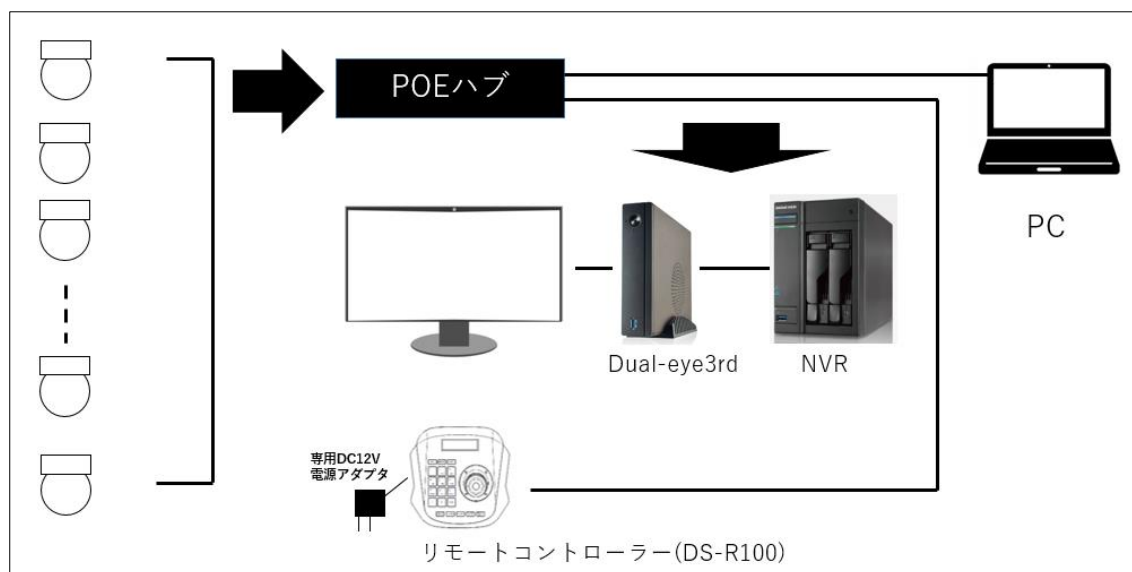 POEハブ
PC
Dual-eye3rd
NVR
専用DC12V
電源アダプタ
リモートコントローラー(DS-R100)